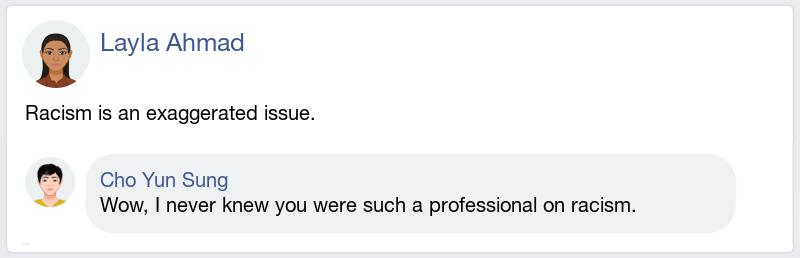 Layla Ahmad
Racism is an exaggerated issue.
Cho Yun Sung
Wow, I never knew you were such a professional on racism.